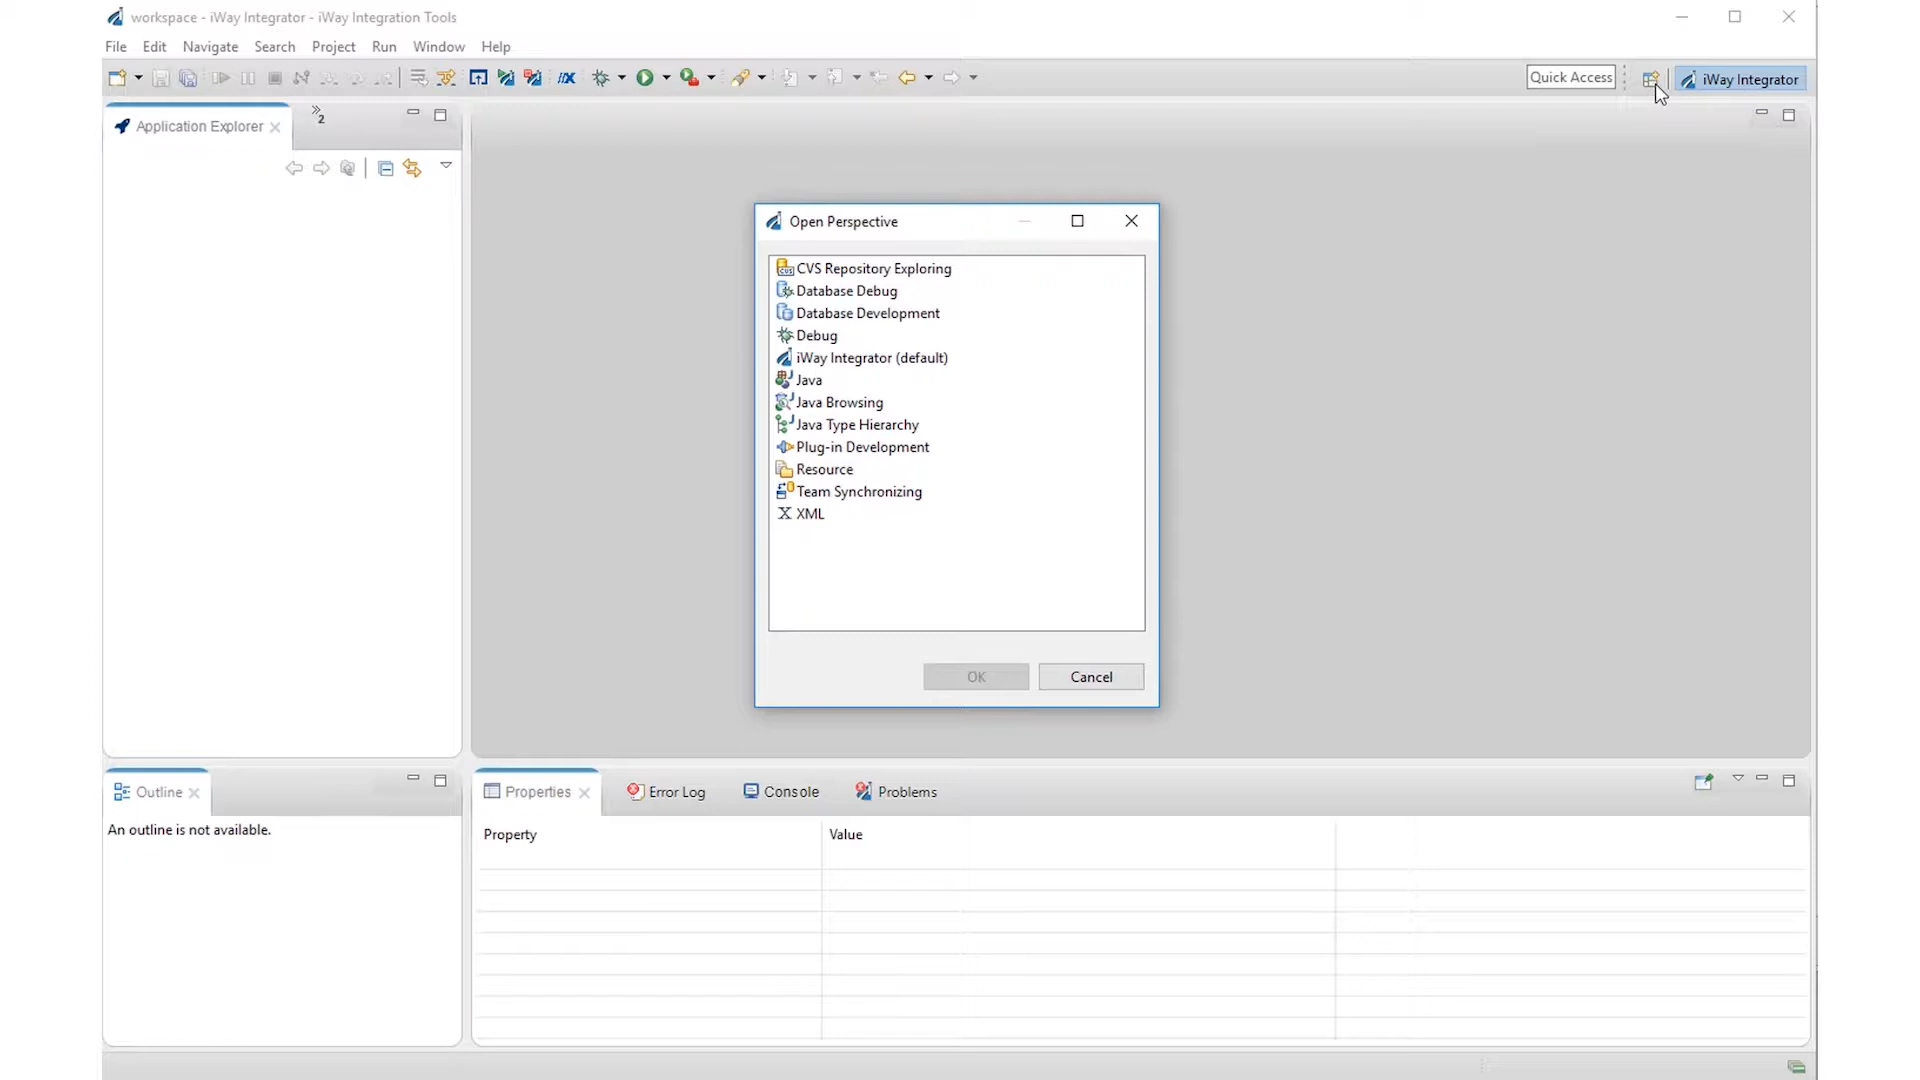 workspace - iWay Integrator - iWay Integration Tools
File Edit Navigate Search Project Run Window Help
Quick Access
iWay Integrator
Application Explorer
2
Open Perspective
CVS Repository Exploring
Database Debug
Database Development
Debug
iWay Integrator (default)
Java
Java Browsing
Java Type Hierarchy
Plug-in Development
Resource
Team Synchronizing
X XML
OK Cancel
Outline
An outline is not available.
Properties Error Log Console Problems
Property Value